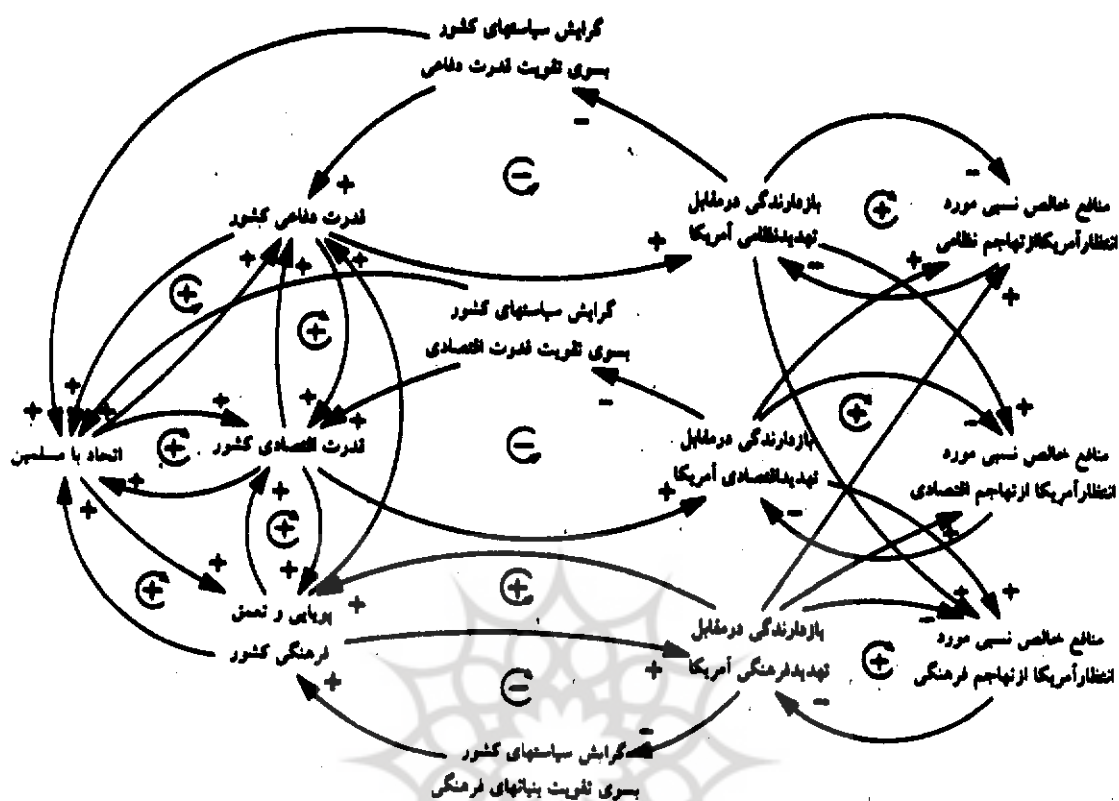 گرایش سیاستهای کشور
بسوی تقویت قدرت دفاعی
قدرت دفاعی کشور
بازدارندگی درمقابل
تهدیدنظامی آمریکا
منافع خالص نسبی مورد
انتظارآمریکااز تهاجم نظامی
گرایش سیاستهای کشور
بسوی تقویت قدرت اقتصادی
اتحاد با مسلمین
قدرت اقتصادی کشور
بازدارندگی درمقابل
تهدیداقتصادی آمریکا
منافع خالص نسبی مورد
انتظارآمریکا ازتهاجم اقتصادی
پویایی و تعمق
فرهنگی کشور
بازدارندگی درمقابل
تهدیدفرهنگی آمریکا
منافع خالص نسبی مورد
انتظارآمریکا ازتهاجم فرهنگی
گرایش سیاستهای کشور
بسوی تقویت بنیانهای فرهنگی